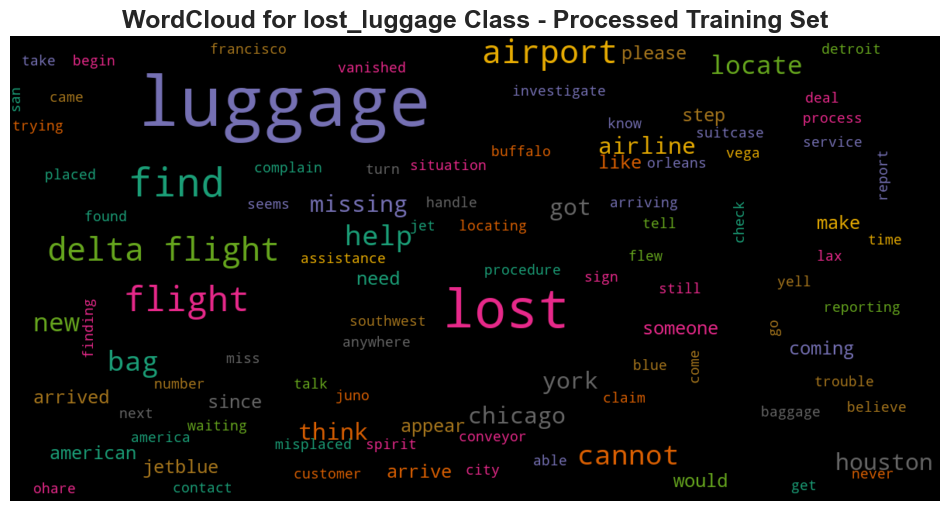 WordCloud for lost_luggage Class - Processed Training Set
francisco
airport
please
detroit
take
begin
vanished
locate
luggage
san
came
investigate
deal
trying
know
step
suitcase
process
buffalo
airline
vega
service
placed
find
complain
turn
situation
like
orleans
report
found
seems
missing
handle
got
arriving
make
delta flight
help
jet
locating
tell
check
time
assistance
need
procedure
flew
lax
flight
sign
still
yell
new
finding
southwest
lost
someone
go
reporting
anywhere
coming
bag
miss
blue
come
trouble
arrived
number
since
talk
juno
york
claim
next
chicago
baggage
believe
waiting
america
think
appear
conveyor
american
misplaced
spirit
cannot
jetblue
customer
arrive
city
able
would
houston
never
ohare
contact
get